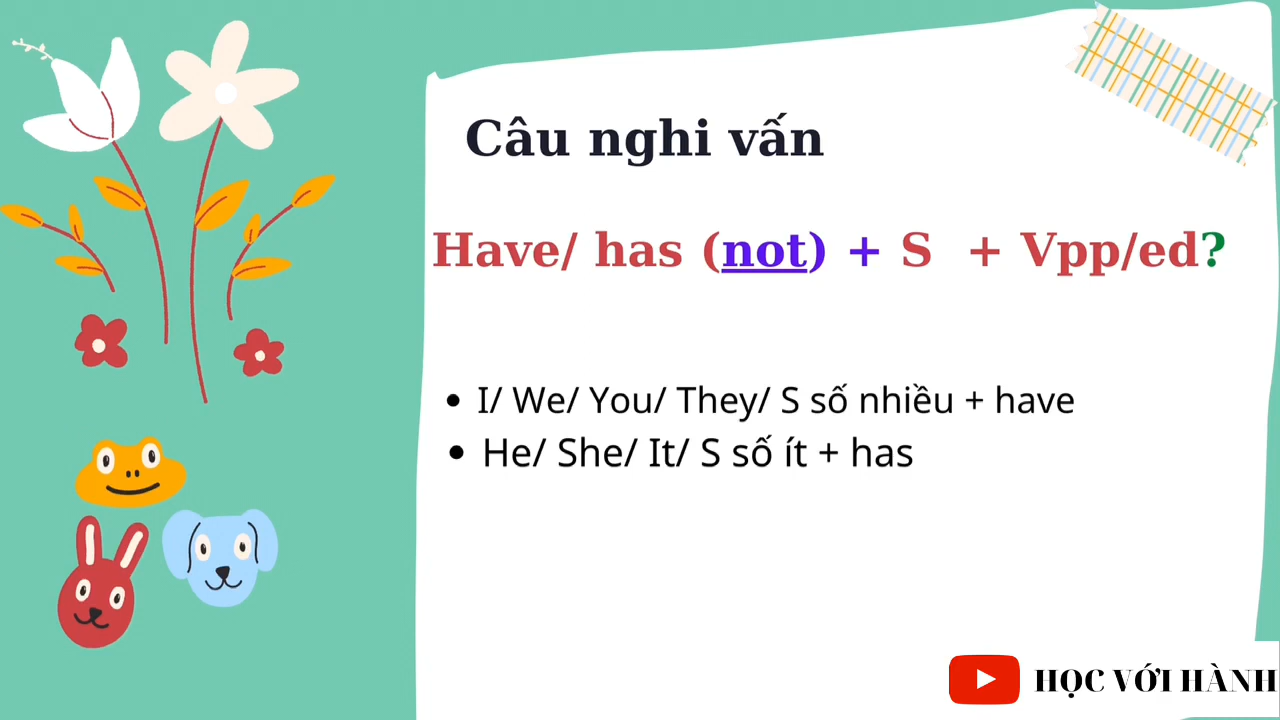 Câu nghi vấn
Have/ has (not) + S + Vpp/ed?
• I/ We/ You/ They/ S số nhiều + have
• He/ She/ It/ S số ít + has
HỌC VỚI HÀNH